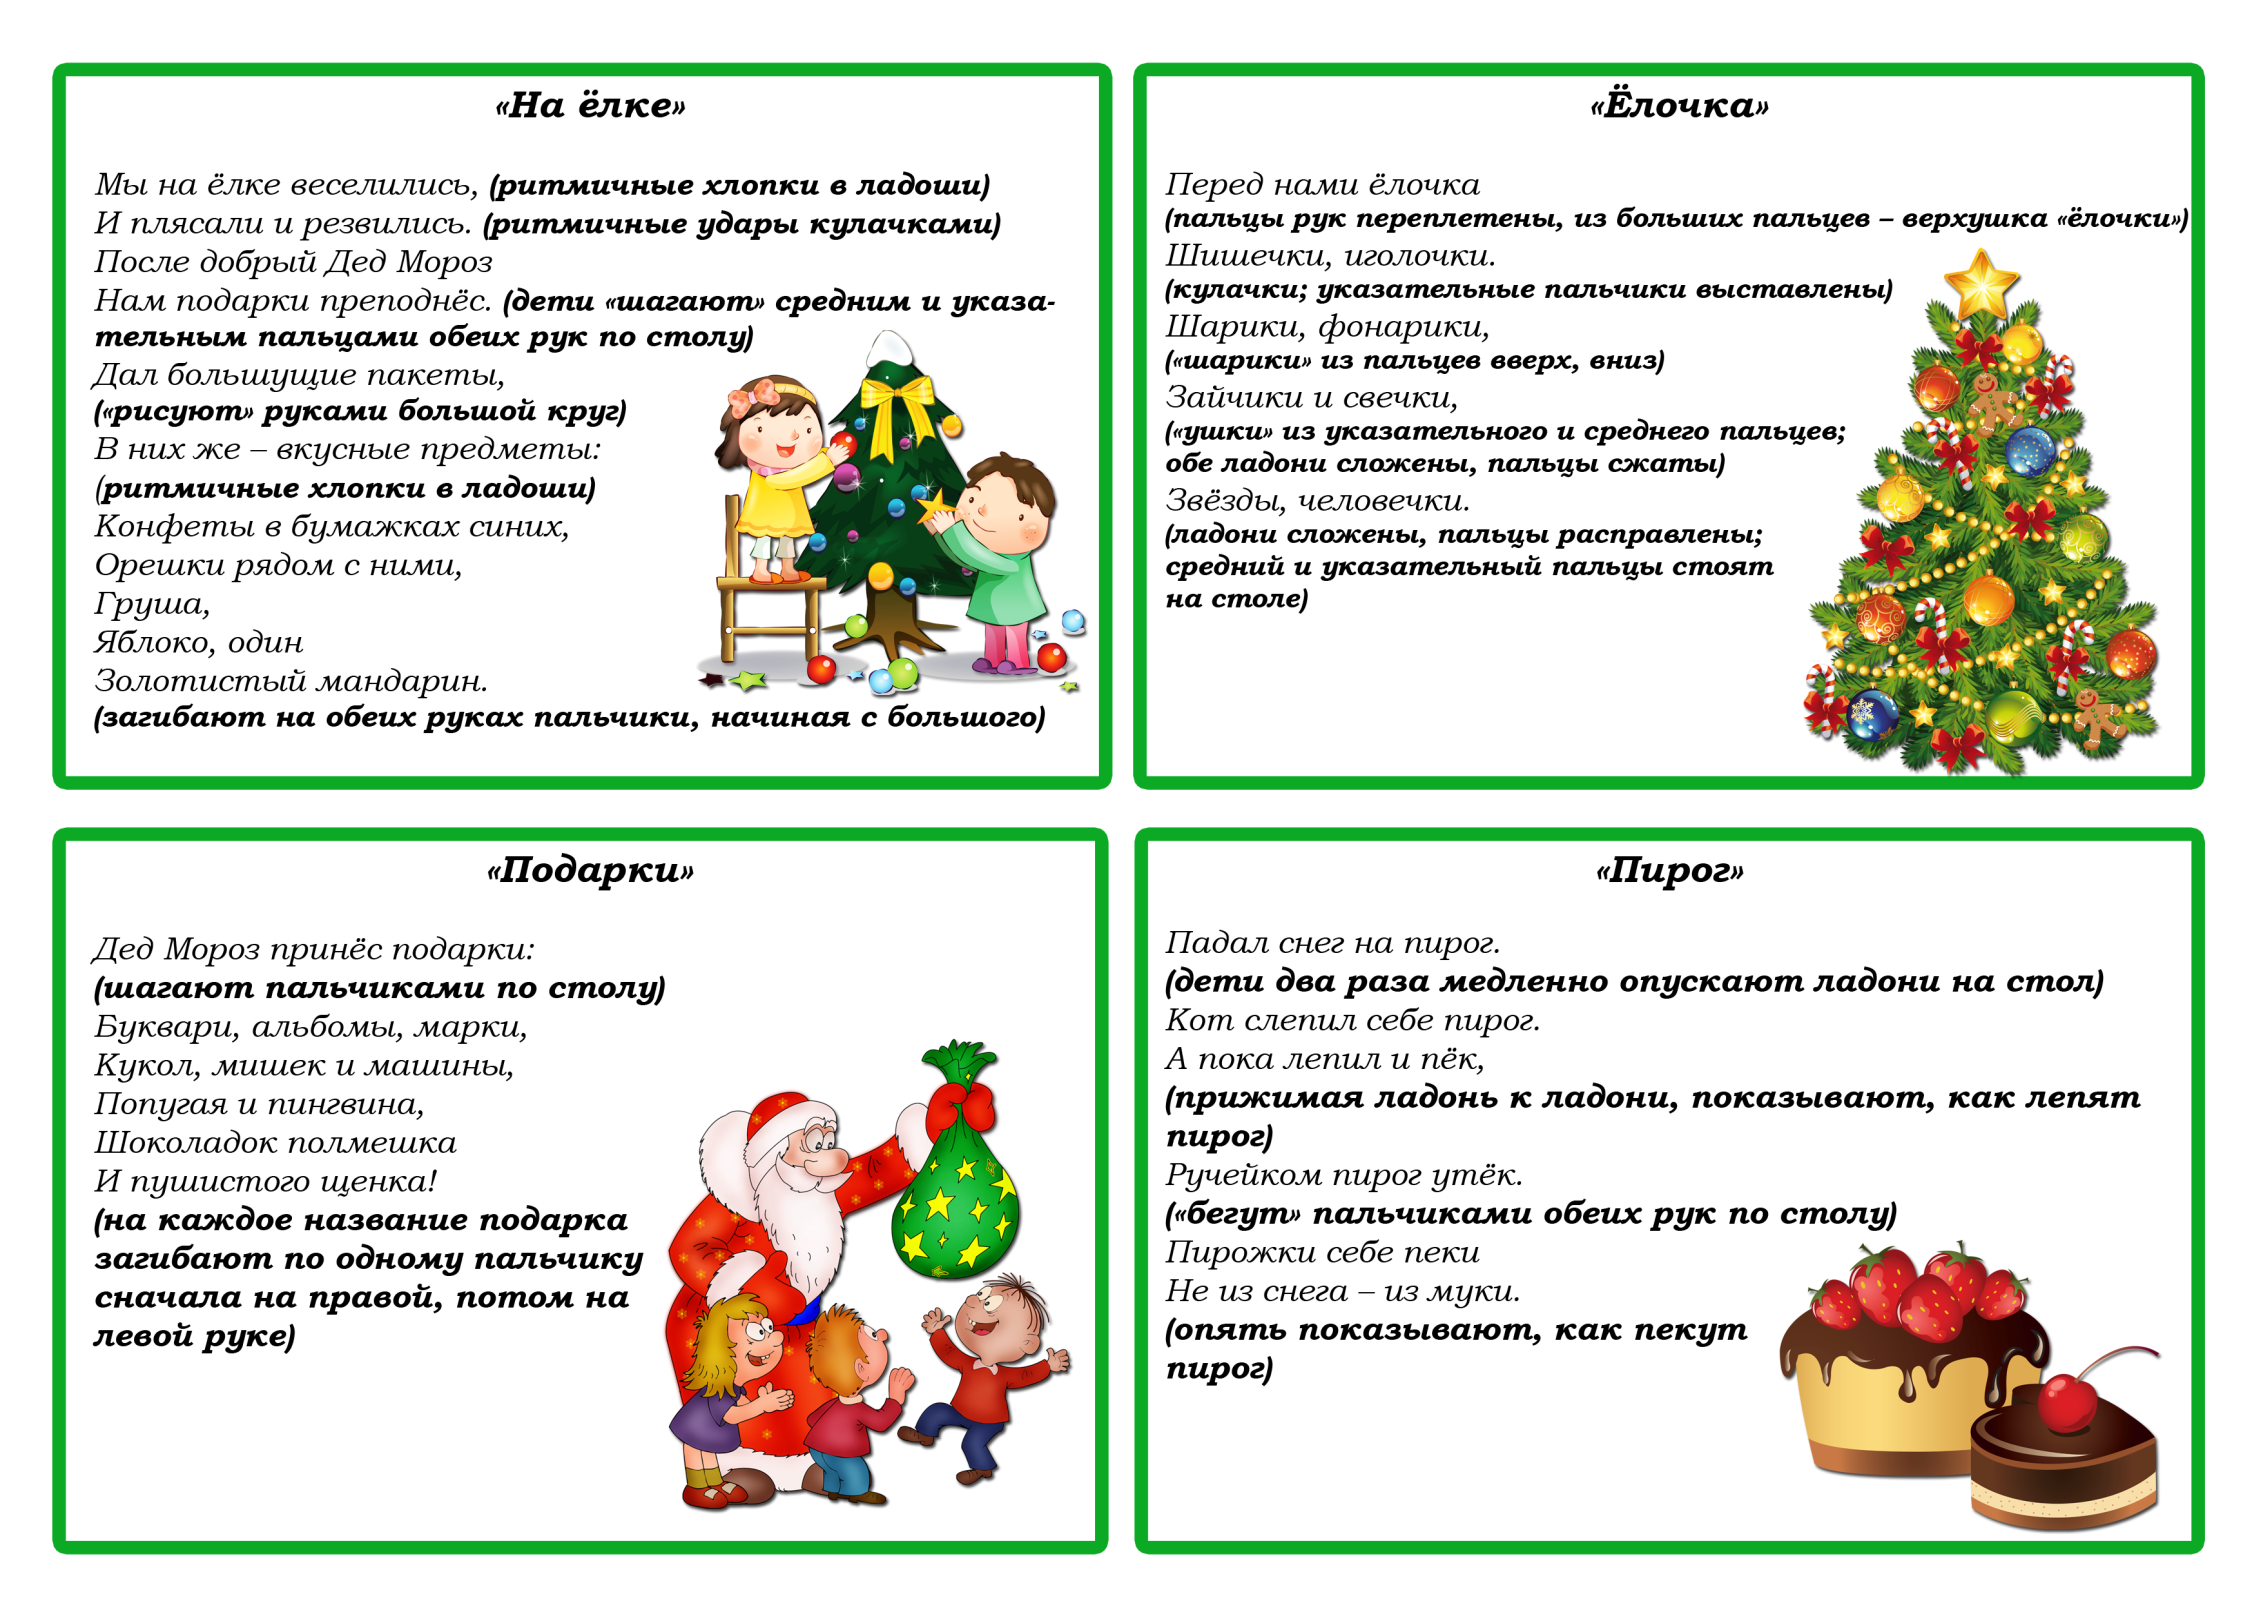 «На ёлке»
Мы на ёлке веселились, (ритмичные хлопки в ладоши)
И плясали и резвились. (ритмичные удары кулачками)
После добрый Дед Мороз
Нам подарки преподнёс. (дети «шагают» средним и указа-
тельным пальцами обеих рук по столу)
Дал большущие пакеты,
(«рисуют» руками большой круг)
В них же – вкусные предметы:
(ритмичные хлопки в ладоши)
Конфеты в бумажках синих,
Орешки рядом с ними,
Груша,
Яблоко, один
Золотистый мандарин.
(загибают на обеих руках пальчики, начиная с большого)
«Ёлочка»
Перед нами ёлочка
(пальцы рук переплетены, из больших пальцев – верхушка «ёлочки»)
Шишечки, иголочки.
(кулачки; указательные пальчики выставлены)
Шарики, фонарики,
(«шарики» из пальцев вверх, вниз)
Зайчики и свечки,
(«ушки» из указательного и среднего пальцев;
обе ладони сложены, пальцы сжаты)
Звёзды, человечки.
(ладони сложены, пальцы расправлены;
средний и указательный пальцы стоят
на столе)
«Подарки»
Дед Мороз принёс подарки:
(шагают пальчиками по столу)
Буквари, альбомы, марки,
Кукол, мишек и машины,
Попугая и пингвина,
Шоколадок полмешка
И пушистого щенка!
(на каждое название подарка
загибают по одному пальчику
сначала на правой, потом на
левой руке)
«Пирог»
Падал снег на пирог.
(дети два раза медленно опускают ладони на стол)
Кот слепил себе пирог.
А пока лепил и пёк,
(прижимая ладонь к ладони, показывают, как лепят
пирог)
Ручейком пирог утёк.
(«бегут» пальчиками обеих рук по столу)
Пирожки себе пеки
Не из снега – из муки.
(опять показывают, как пекут
пирог)